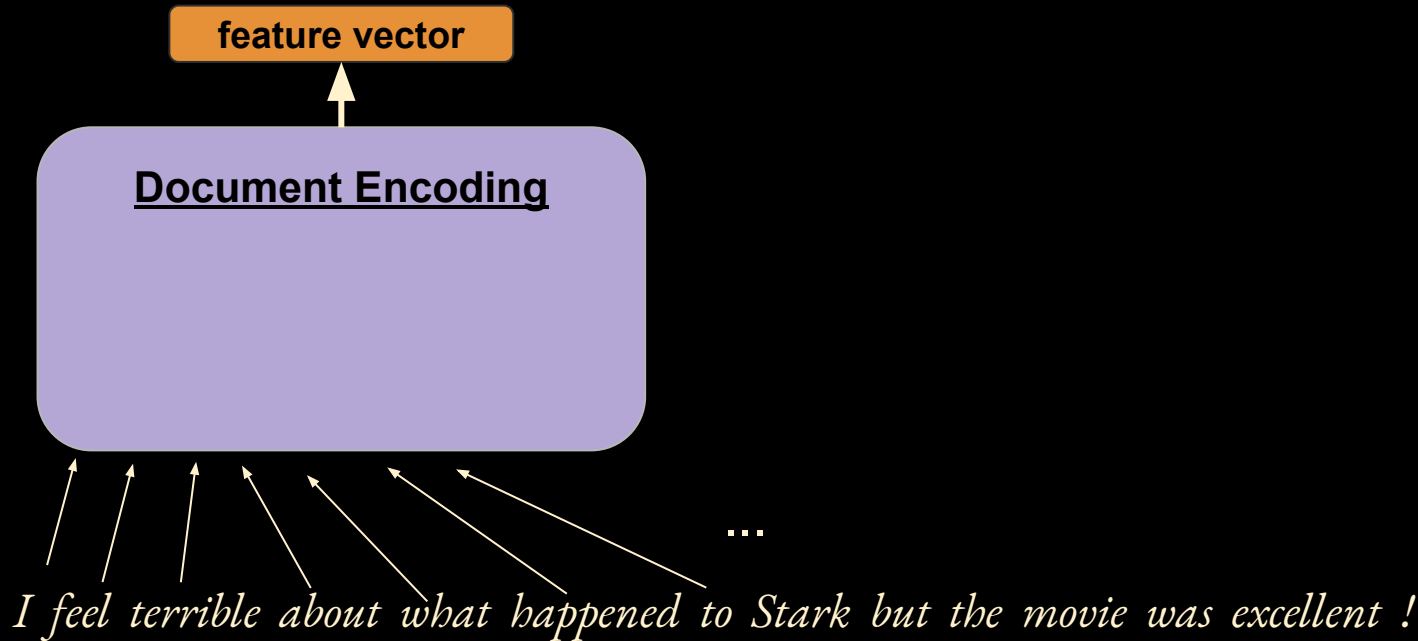 feature vector
Document Encoding
...
I feel terrible about what happened to Stark but the movie was excellent !